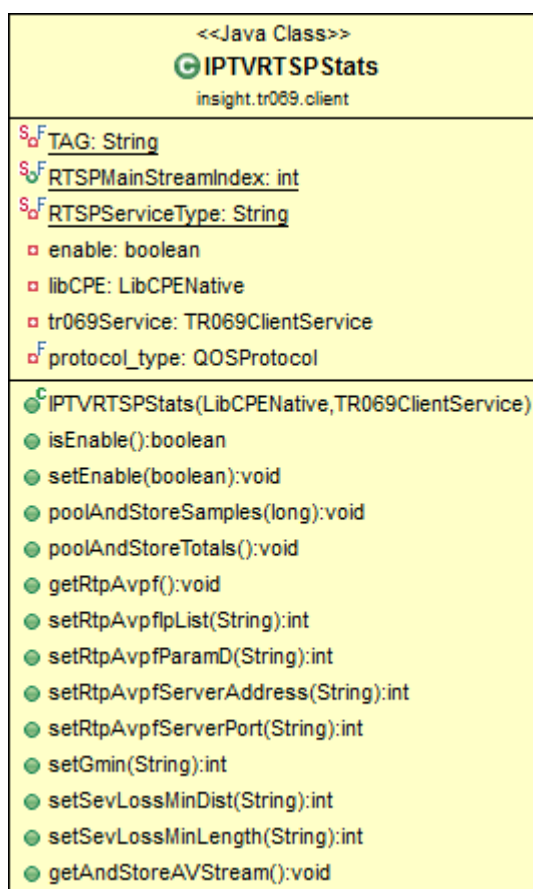 <<Java Class>>
C IPTVRTSPStats
insight.tr069.client
S F TAG: String
S F RTSPMainStreamIndex: int
S F RTSPServiceType: String
enable: boolean
libCPE: LibCPENative
tr069Service: TR069ClientService
F protocol_type: QOSProtocol
C IPTVRTSPStats(LibCPENative,TR069ClientService)
isEnable():boolean
setEnable(boolean):void
poolAndStoreSamples(long):void
poolAndStoreTotals():void
getRtpAvpf():void
setRtpAvpfIpList(String):int
setRtpAvpfParamD(String):int
setRtpAvpfServerAddress(String):int
setRtpAvpfServerPort(String):int
setGmin(String):int
setSevLossMinDist(String):int
setSevLossMinLength(String):int
getAndStoreAVStream():void